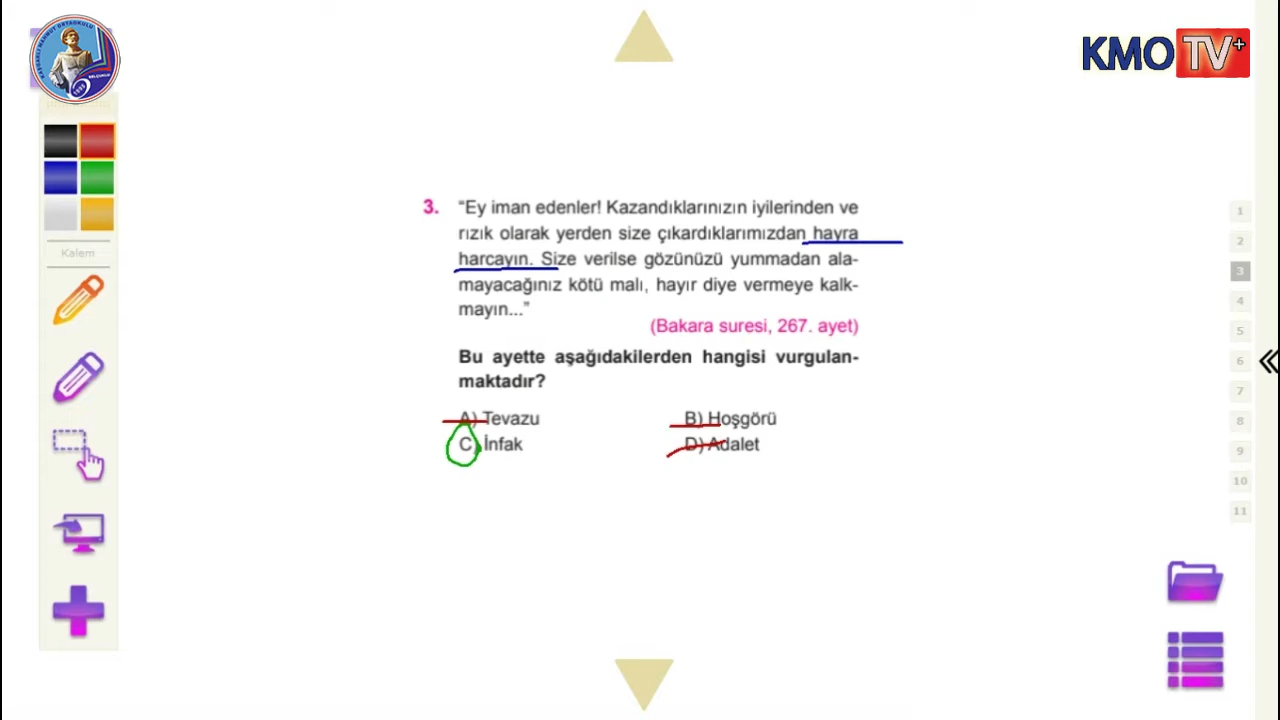 KMO TV+
Kalem
3. "Ey iman edenler! Kazandıklarınızın iyilerinden ve
rızık olarak yerden size çıkardıklarımızdan hayra
harcayın. Size verilse gözünüzü yummadan ala-
mayacağınız kötü malı, hayır diye vermeye kalk-
mayın..."
(Bakara suresi, 267. ayet)
Bu ayette aşağıdakilerden hangisi vurgulan-
maktadır?
A) Tevazu B) Hoşgörü
C) İnfak D) Adalet
1
2
3
4
5
6
7
8
9
10
11